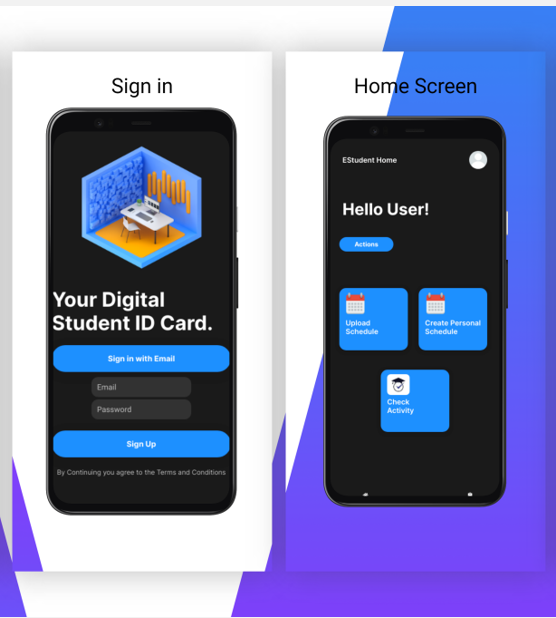 Sign in
Your Digital
Student ID Card.
Sign in with Email
Email
Password
Sign Up
By Continuing you agree to the Terms and Conditions
Home Screen
EStudent Home
Hello User!
Actions
Upload
Schedule
Create Personal
Schedule
Check
Activity